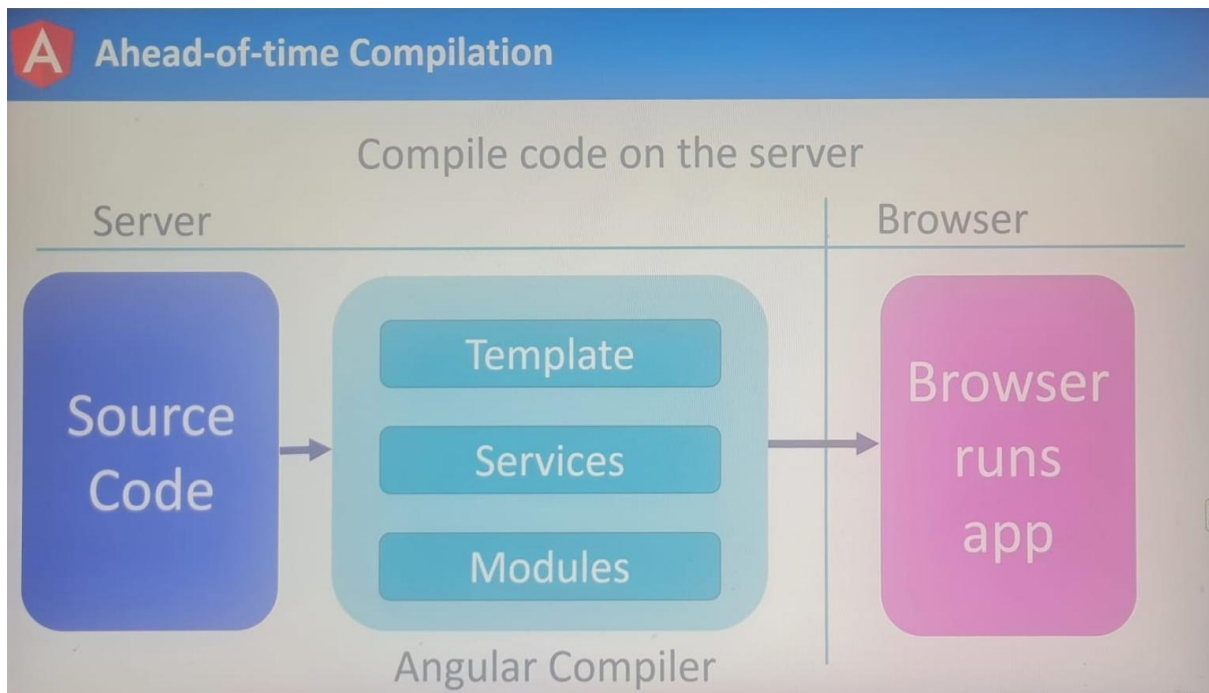 A Ahead-of-time Compilation
Compile code on the server
Server
Browser
Source
Code
Template
Services
Modules
Browser
runs
app
Angular Compiler